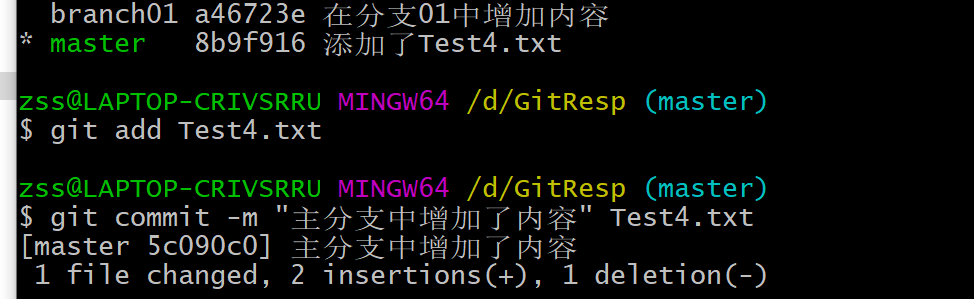 branch01 a46723e 在分支01中增加内容
* master   8b9f916 添加了Test4.txt
zss@LAPTOP-CRIVSRRU MINGW64 /d/GitResp (master)
$ git add Test4.txt
zss@LAPTOP-CRIVSRRU MINGW64 /d/GitResp (master)
$ git commit -m "主分支中增加了内容" Test4.txt
[master 5c090c0] 主分支中增加了内容
1 file changed, 2 insertions(+), 1 deletion(-)